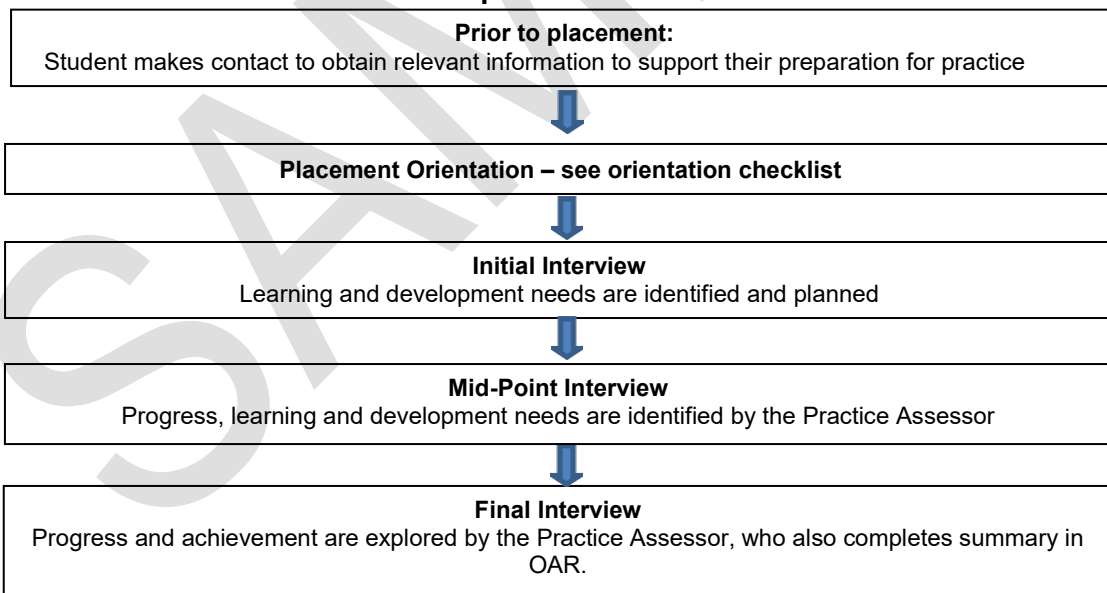 Prior to placement:
Student makes contact to obtain relevant information to support their preparation for practice
Placement Orientation – see orientation checklist
Initial Interview
Learning and development needs are identified and planned
Mid-Point Interview
Progress, learning and development needs are identified by the Practice Assessor
Final Interview
Progress and achievement are explored by the Practice Assessor, who also completes summary in
OAR.